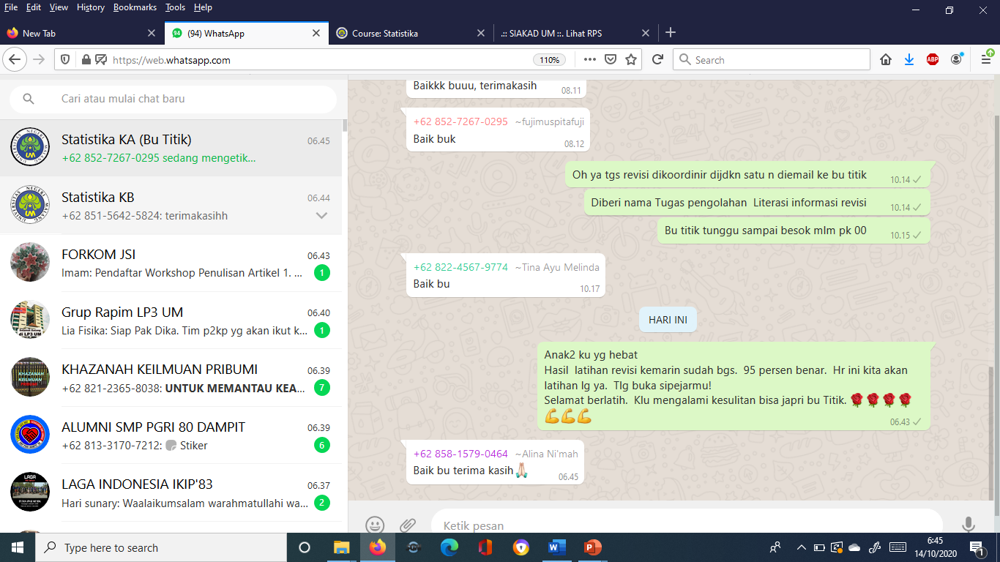 File Edit View History Bookmarks Tools Help
New Tab
(94) WhatsApp
Course: Statistika
.:: SIAKAD UM ::. Lihat RPS
https://web.whatsapp.com
110%
Search
ABP
Cari atau mulai chat baru
Statistika KA (Bu Titik) 06.45
+62 852-7267-0295 sedang mengetik...
Statistika KB 06.44
+62 851-5642-5824: terimakasihh
FORKOM JSI 06.43
Imam: Pendaftar Workshop Penulisan Artikel 1. ... 1
Grup Rapim LP3 UM 06.40
Lia Fisika: Siap Pak Dika. Tim p2kp yg akan ikut k... 1
KHAZANAH KEILMUAN PRIBUMI 06.39
+62 821-2365-8038: UNTUK MEMANTAU KEA... 7
ALUMNI SMP PGRI 80 DAMPIT 06.39
+62 813-3170-7212: Stiker 6
LAGA INDONESIA IKIP'83 06.37
Hari sunary: Waalaikumsalam warahmatullahi wa... 2
Baikkk buuu, terimakasih 08.11
+62 852-7267-0295 ~fujimuspitafuji
Baik buk 08.12
Oh ya tgs revisi dikoordinir dijdkn satu n diemail ke bu titik 10.14
Diberi nama Tugas pengolahan Literasi informasi revisi 10.14
Bu titik tunggu sampai besok mlm pk 00 10.15
+62 822-4567-9774 ~Tina Ayu Melinda
Baik bu 10.17
HARI INI
Anak2 ku yg hebat
Hasil latihan revisi kemarin sudah bgs. 95 persen benar. Hr ini kita akan
latihan lg ya. Tlg buka sipejarmu!
Selamat berlatih. Klu mengalami kesulitan bisa japri bu Titik. 🌹🌹🌹🌹
💪💪💪 06.43
+62 858-1579-0464 ~Alina Ni'mah
Baik bu terima kasih🙏🏻 06.45
Ketik pesan
Type here to search
6:45
14/10/2020
1